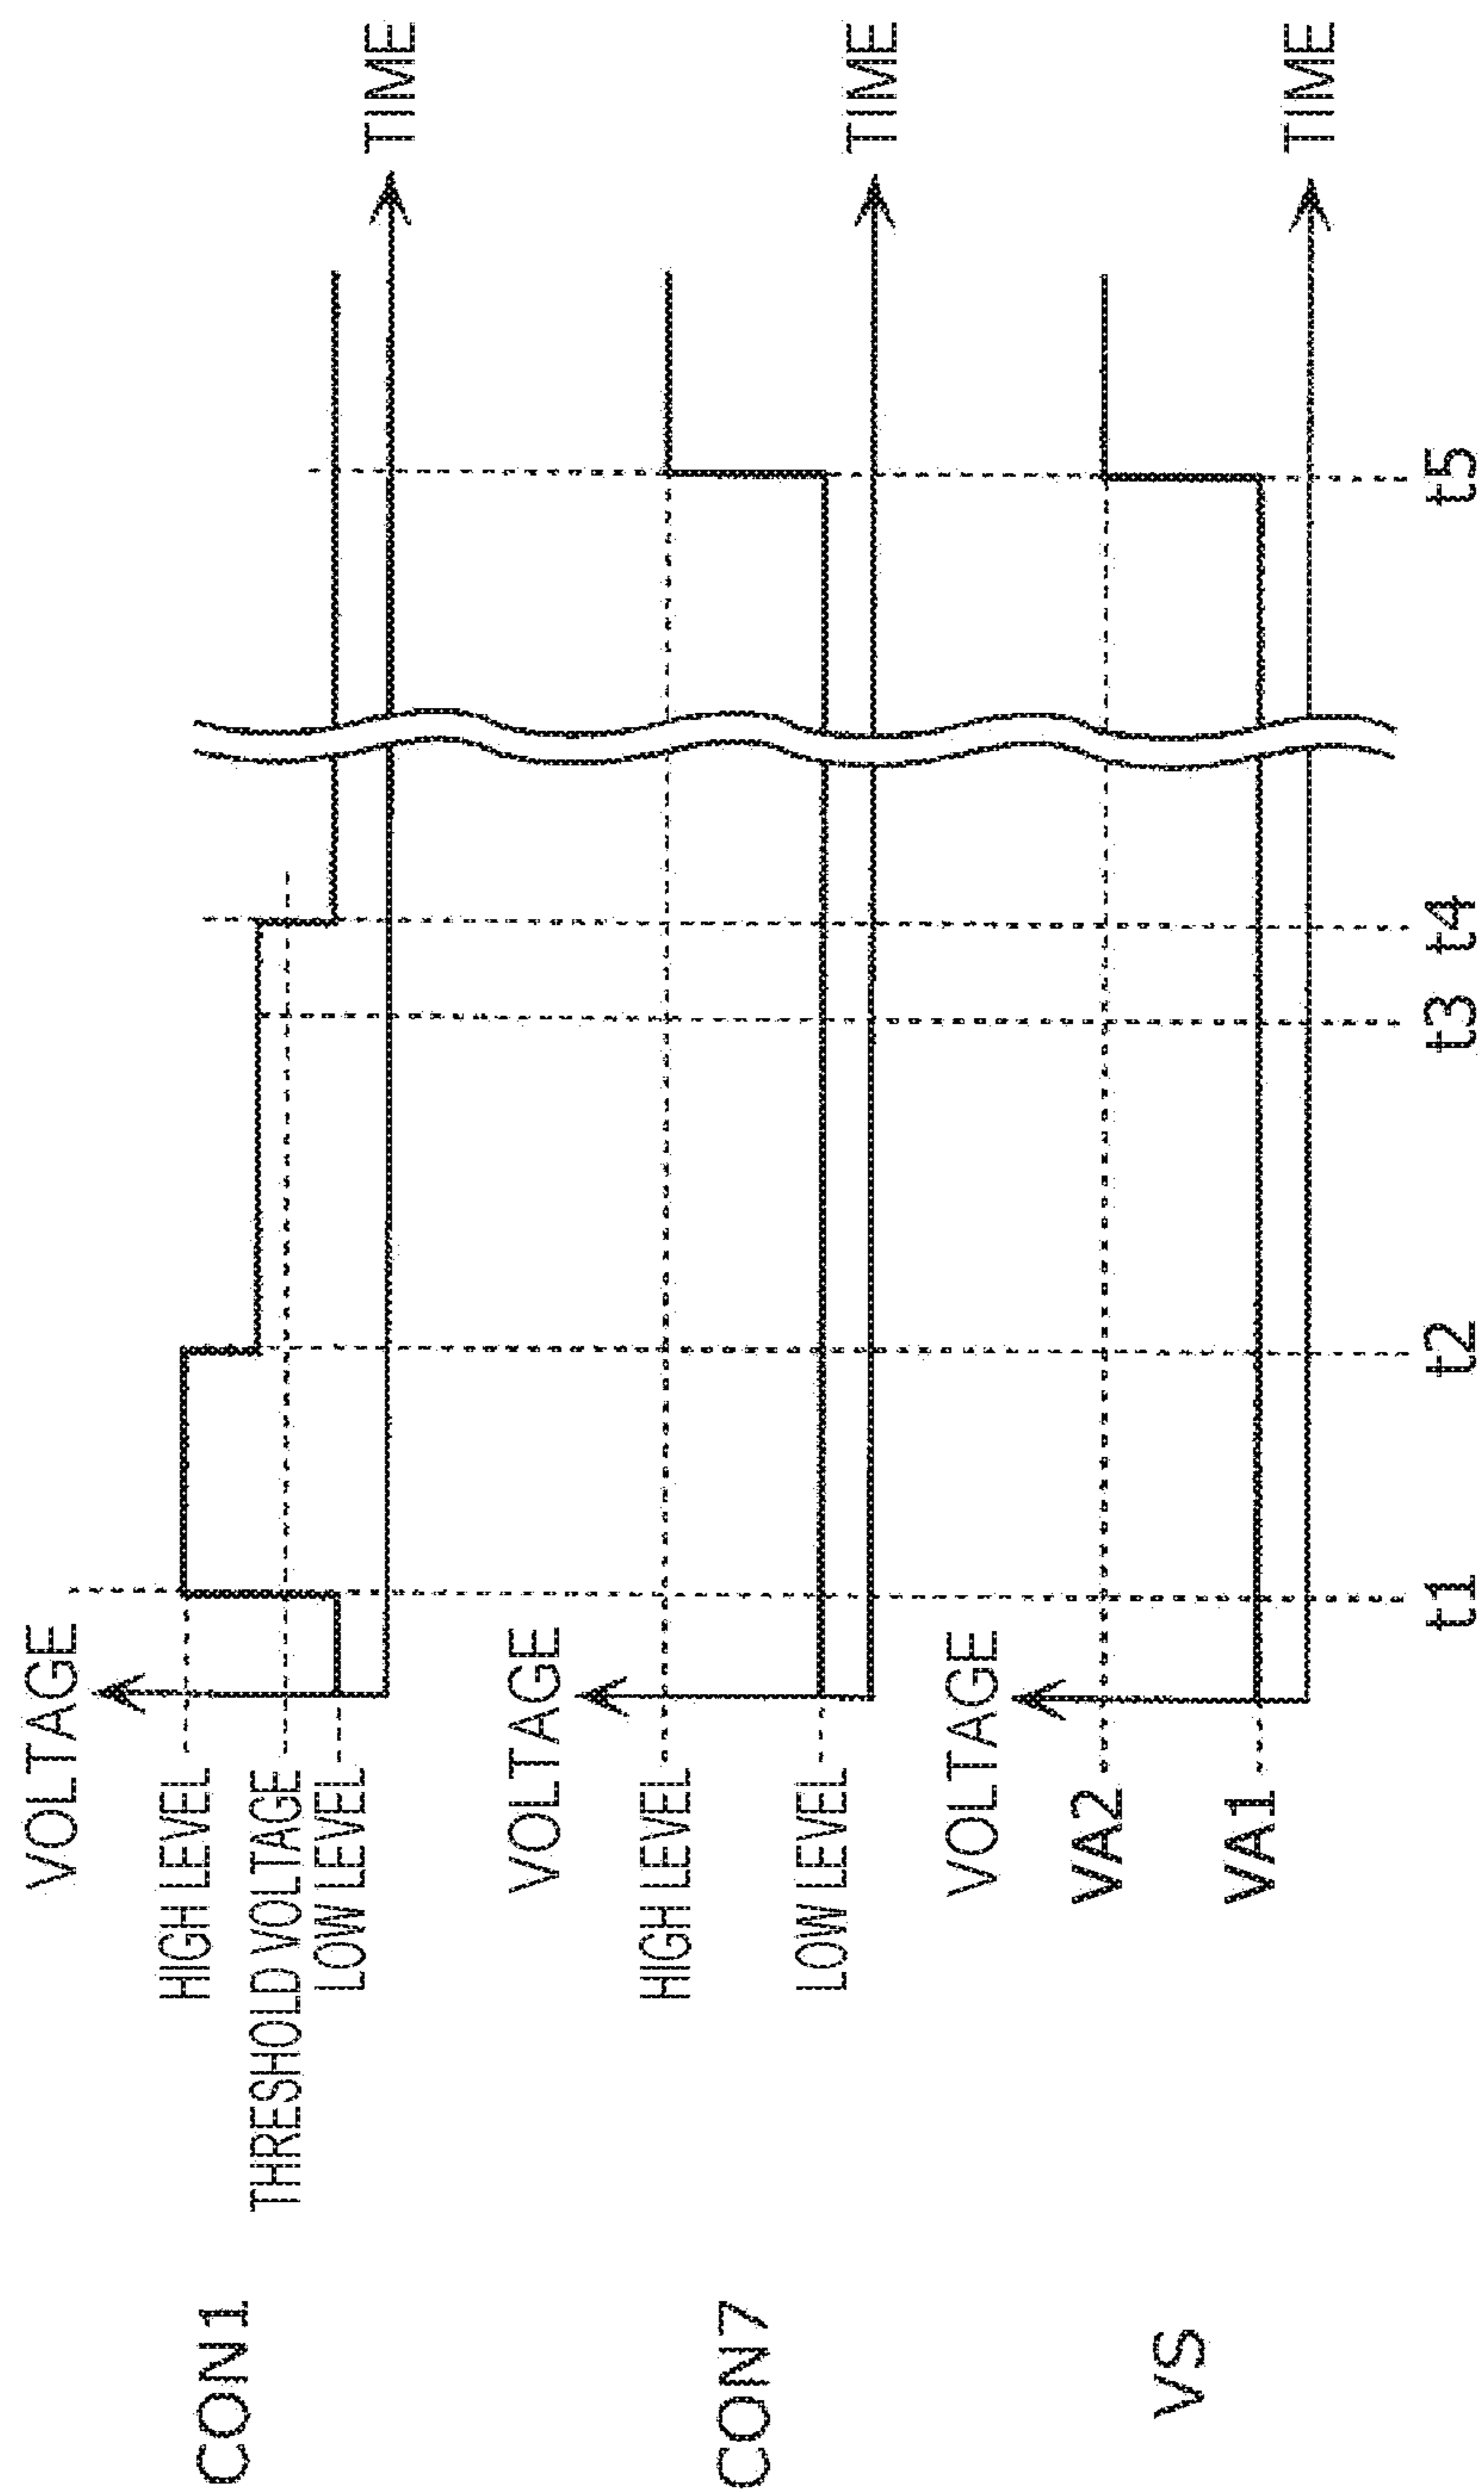 CON1
VOLTAGE
HIGH LEVEL
THRESHOLD VOLTAGE
LOW LEVEL
TIME
CON7
VOLTAGE
HIGH LEVEL
LOW LEVEL
TIME
VS
VOLTAGE
VA2
VA1
TIME
t1 t2 t3 t4 t5